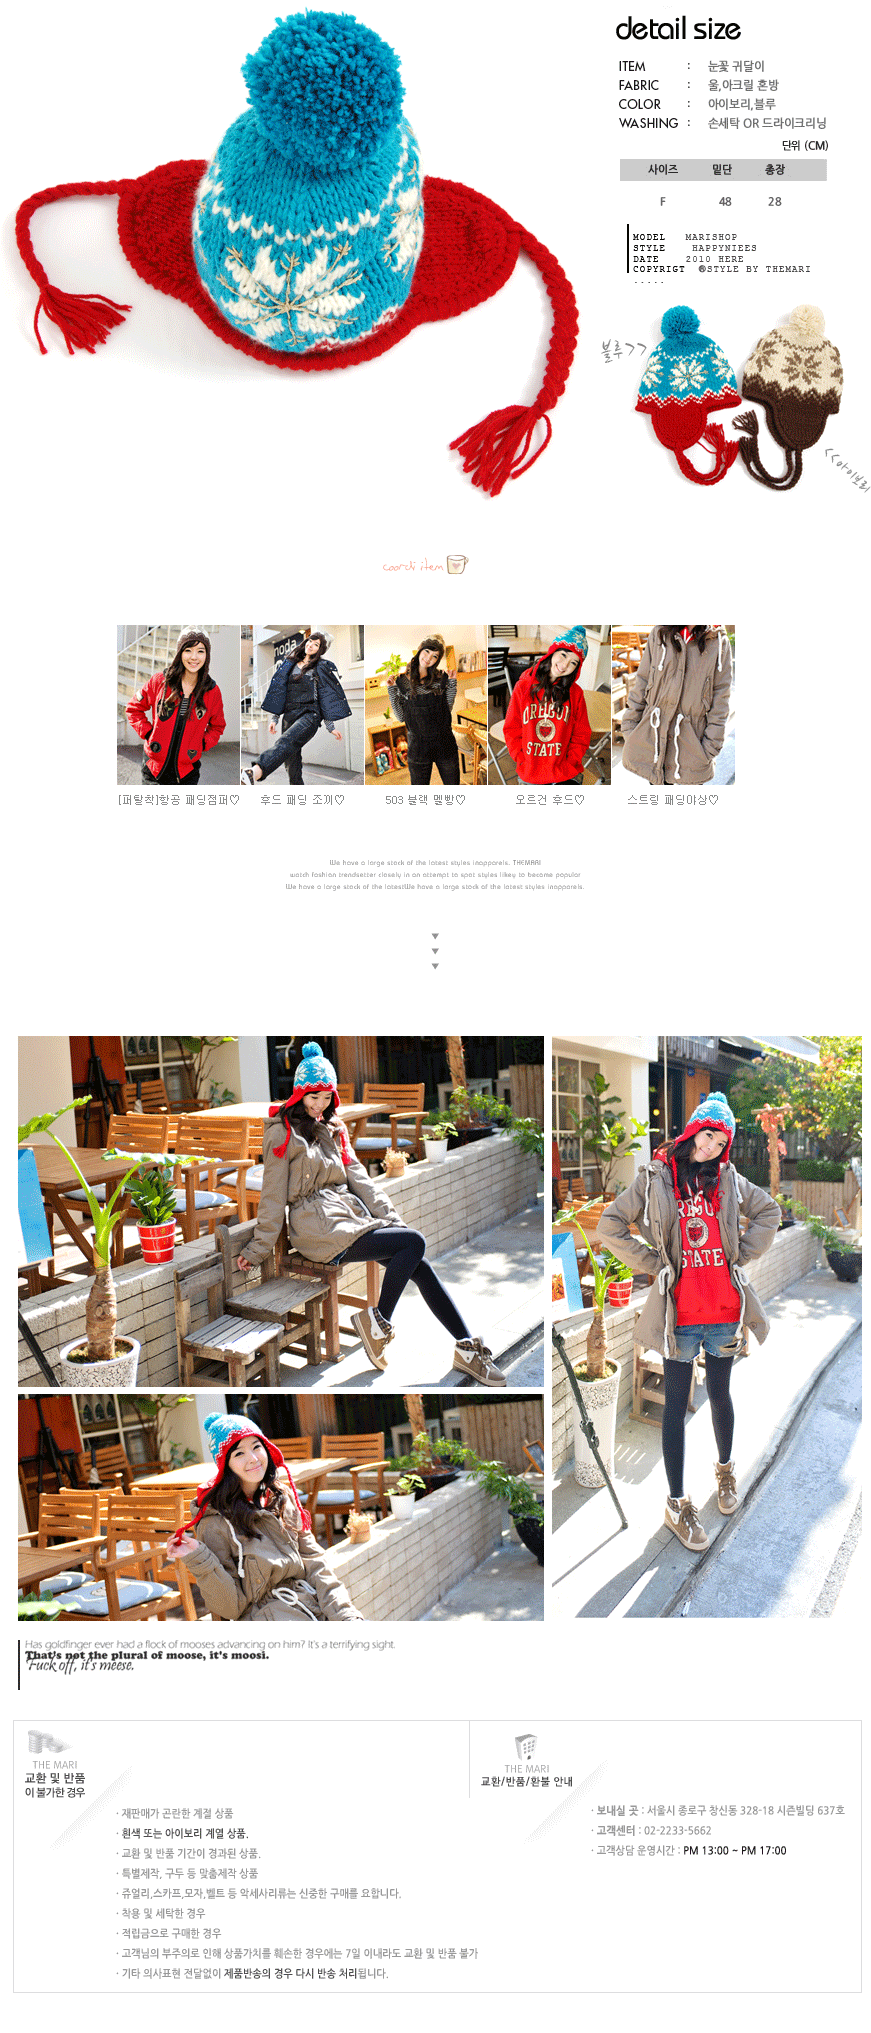 detail size
ITEM : 눈꽃 귀달이
FABRIC : 울,아크릴 혼방
COLOR : 아이보리,블루
WASHING : 손세탁 OR 드라이크리닝
단위 (CM)
사이즈 밑단 총장
F 48 28
MODEL MARISHOP
STYLE HAPPYNIEES
DATE 2010 HERE
COPYRIGT ®STYLE BY THEMARI
.....
블루>>
<<아이보리
coordi item
OREGON
STATE
[퍼탈착]항공 패딩점퍼♡
후드 패딩 조끼♡
503 블랙 멜빵♡
오르건 후드♡
스트링 패딩야상♡
We have a large stock of the latest styles inapparels. THEMARI
watch fashion trendsetter closely in an attempt to spot styles likey to became popular
We have a large stock of the latestWe have a large stock of the latest styles inapparels.
STATE
Has goldfinger ever had a flock of mooses advancing on him? It's a terrifying sight.
That's not the plural of moose, it's moosi.
"Fuck off, it's meese.
THE MARI
교환 및 반품
이 불가한 경우
· 재판매가 곤란한 계절 상품
· 흰색 또는 아이보리 계열 상품.
· 교환 및 반품 기간이 경과된 상품.
· 특별제작, 구두 등 맞춤제작 상품
· 쥬얼리,스카프,모자,벨트 등 악세사리류는 신중한 구매를 요합니다.
· 착용 및 세탁한 경우
· 적립금으로 구매한 경우
· 고객님의 부주의로 인해 상품가치를 훼손한 경우에는 7일 이내라도 교환 및 반품 불가
· 기타 의사표현 전달없이 제품반송의 경우 다시 반송 처리됩니다.
THE MARI
교환/반품/환불 안내
· 보내실 곳 : 서울시 종로구 창신동 328-18 시즌빌딩 637호
· 고객센터 : 02-2233-5662
· 고객상담 운영시간 : PM 13:00 ~ PM 17:00